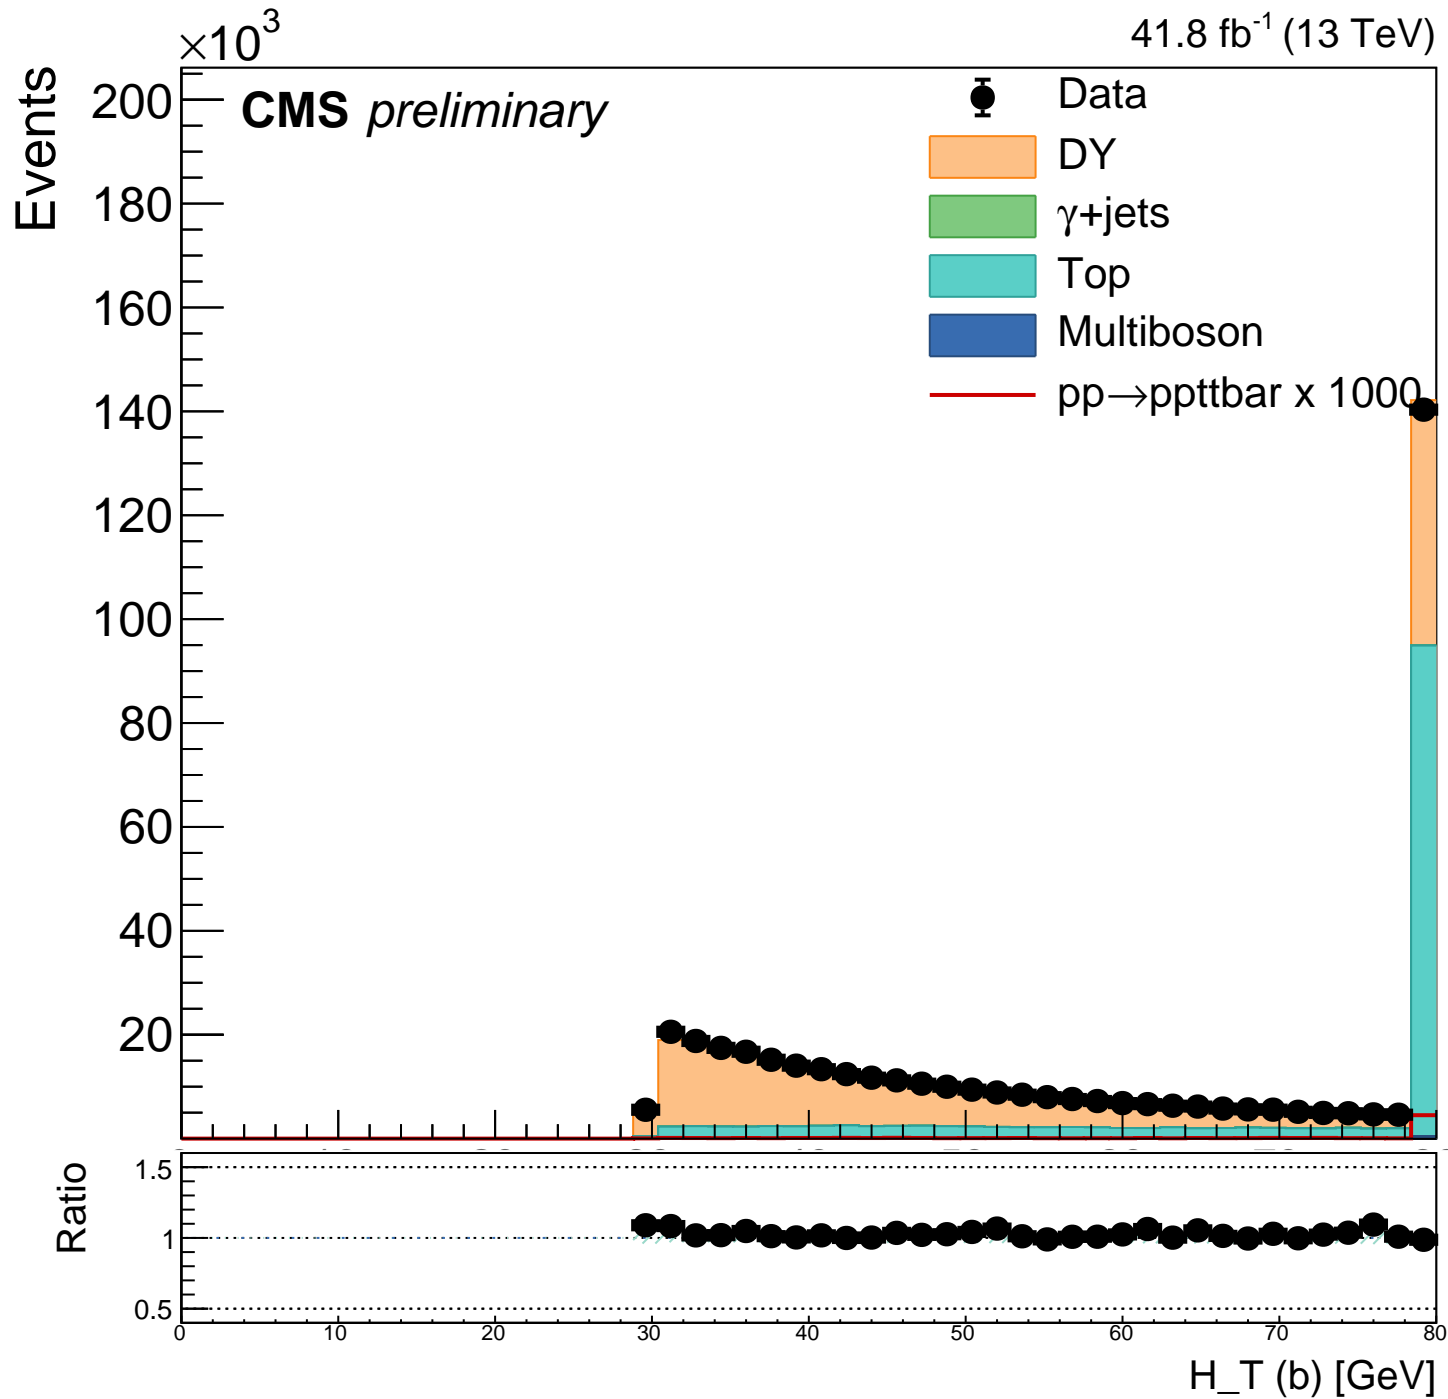 ×10³
41.8 fb⁻¹ (13 TeV)
Events
CMS preliminary
200
180
160
140
120
100
80
60
40
20
Data
DY
γ+jets
Top
Multiboson
pp→ppttbar x 1000
Ratio
1.5
1
0.5
0 10 20 30 40 50 60 70 80
H_T (b) [GeV]